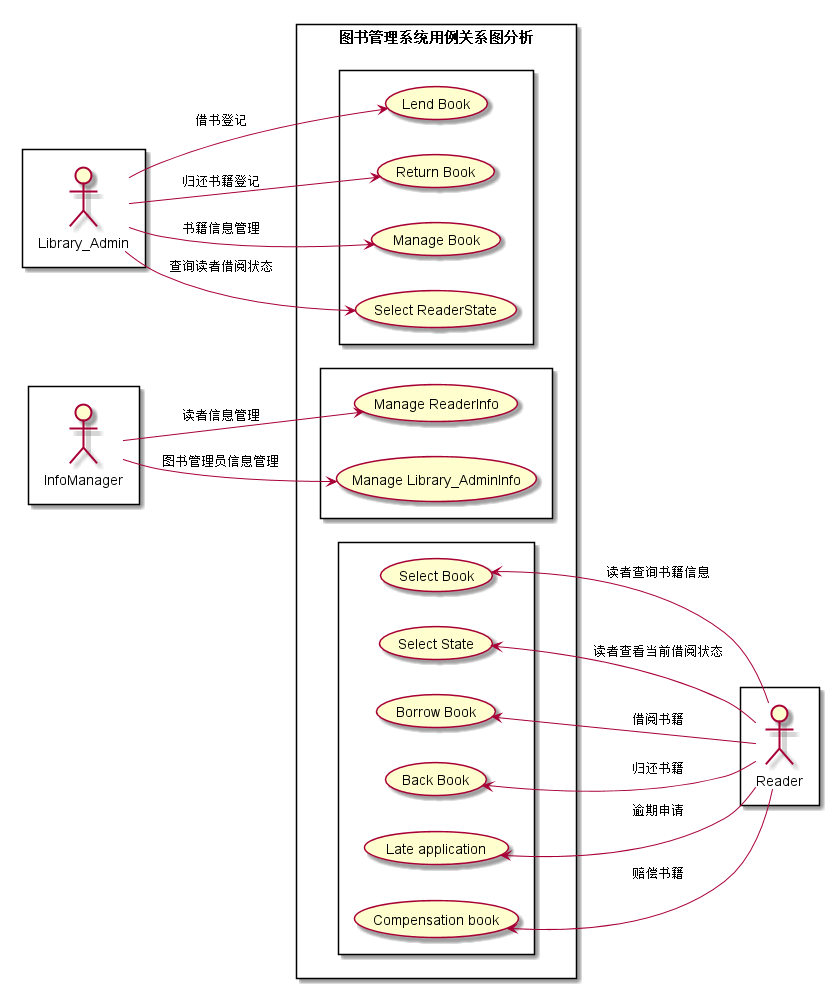 图书管理系统用例关系图分析
Lend Book
借书登记
Return Book
归还书籍登记
书籍信息管理
Manage Book
Library_Admin
查询读者借阅状态
Select ReaderState
Manage ReaderInfo
读者信息管理
图书管理员信息管理
InfoManager
Manage Library_AdminInfo
Select Book
读者查询书籍信息
Select State
读者查看当前借阅状态
Borrow Book
借阅书籍
Back Book
归还书籍
Reader
逾期申请
Late application
赔偿书籍
Compensation book